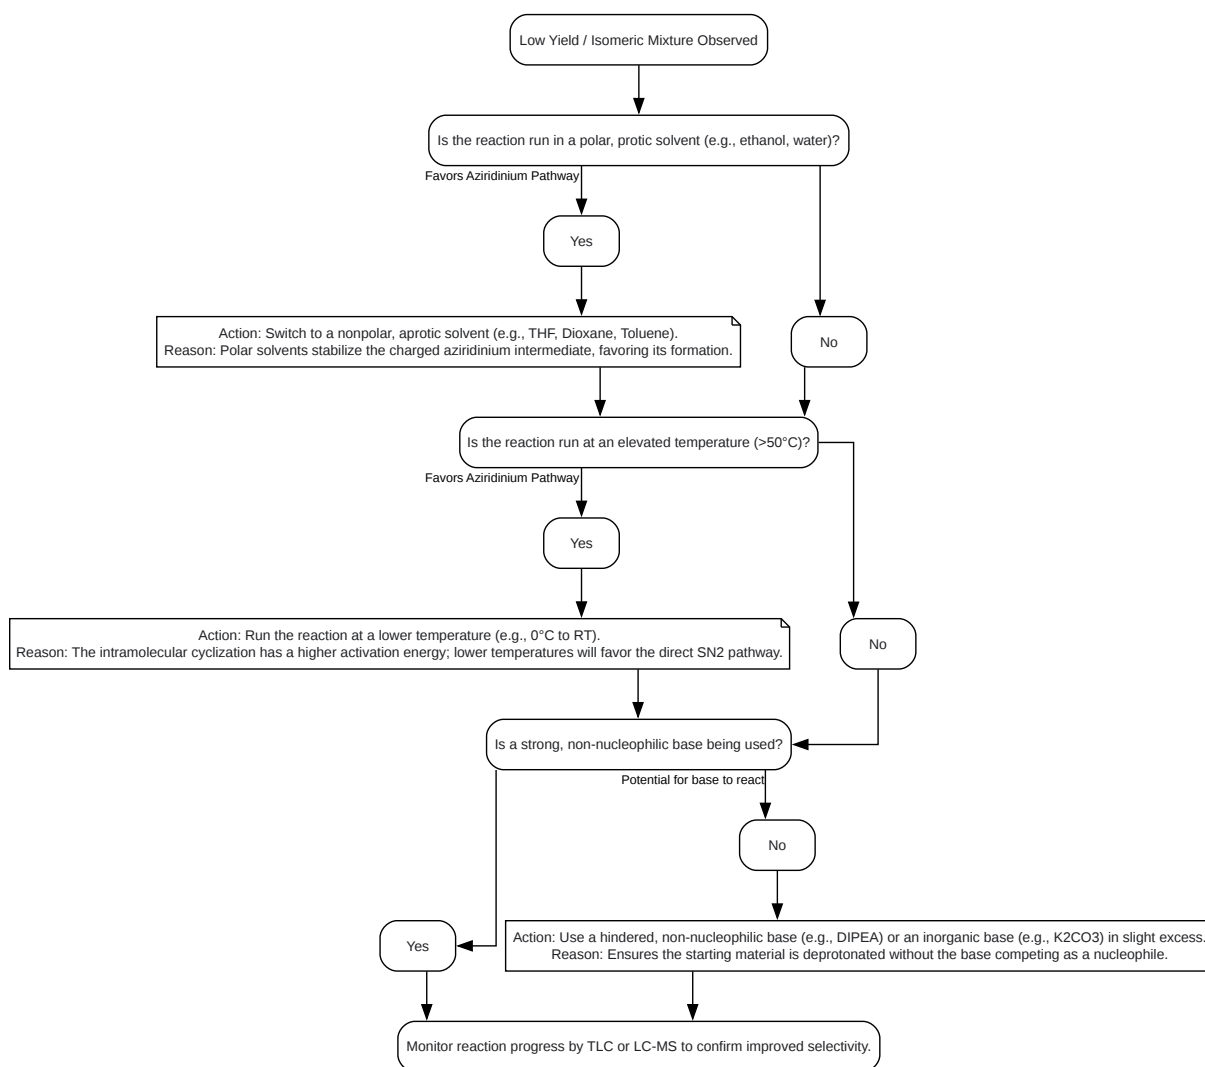 Low Yield / Isomeric Mixture Observed
Is the reaction run in a polar, protic solvent (e.g., ethanol, water)?
Favors Aziridinium Pathway
Yes
Action: Switch to a nonpolar, aprotic solvent (e.g., THF, Dioxane, Toluene).
Reason: Polar solvents stabilize the charged aziridinium intermediate, favoring its formation.
No
Is the reaction run at an elevated temperature (>50°C)?
Favors Aziridinium Pathway
Yes
Action: Run the reaction at a lower temperature (e.g., 0°C to RT).
Reason: The intramolecular cyclization has a higher activation energy; lower temperatures will favor the direct SN2 pathway.
No
Is a strong, non-nucleophilic base being used?
Potential for base to react
No
Yes
Action: Use a hindered, non-nucleophilic base (e.g., DIPEA) or an inorganic base (e.g., K2CO3) in slight excess.
Reason: Ensures the starting material is deprotonated without the base competing as a nucleophile.
Monitor reaction progress by TLC or LC-MS to confirm improved selectivity.